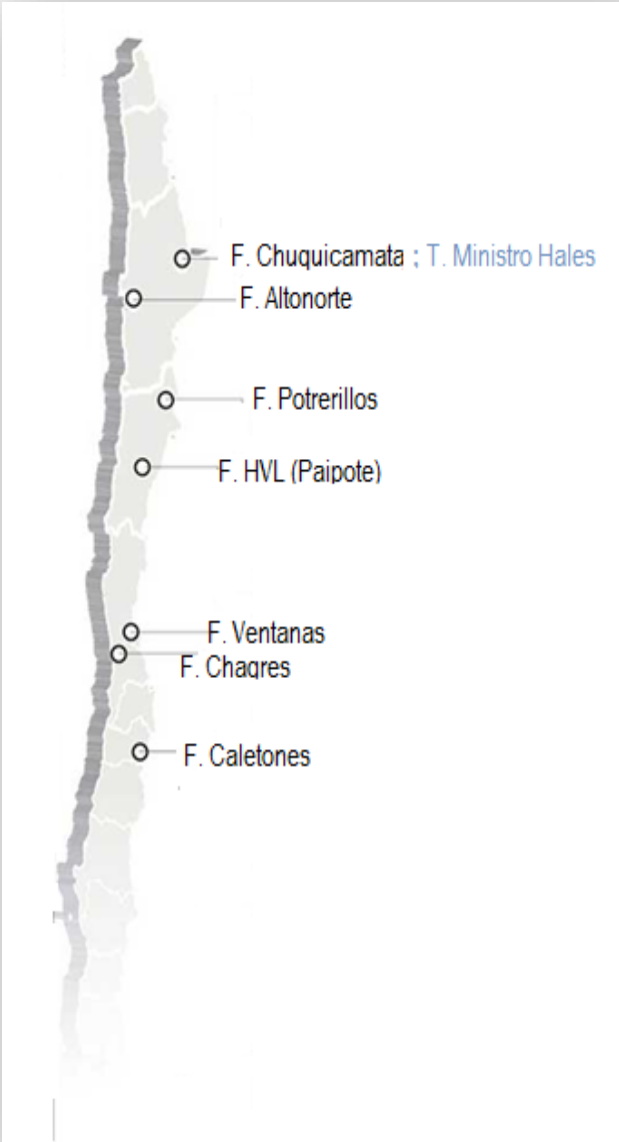 F. Chuquicamata ; T. Ministro Hales
F. Altonorte
F. Potrerillos
F. HVL (Paipote)
F. Ventanas
F. Chagres
F. Caletones